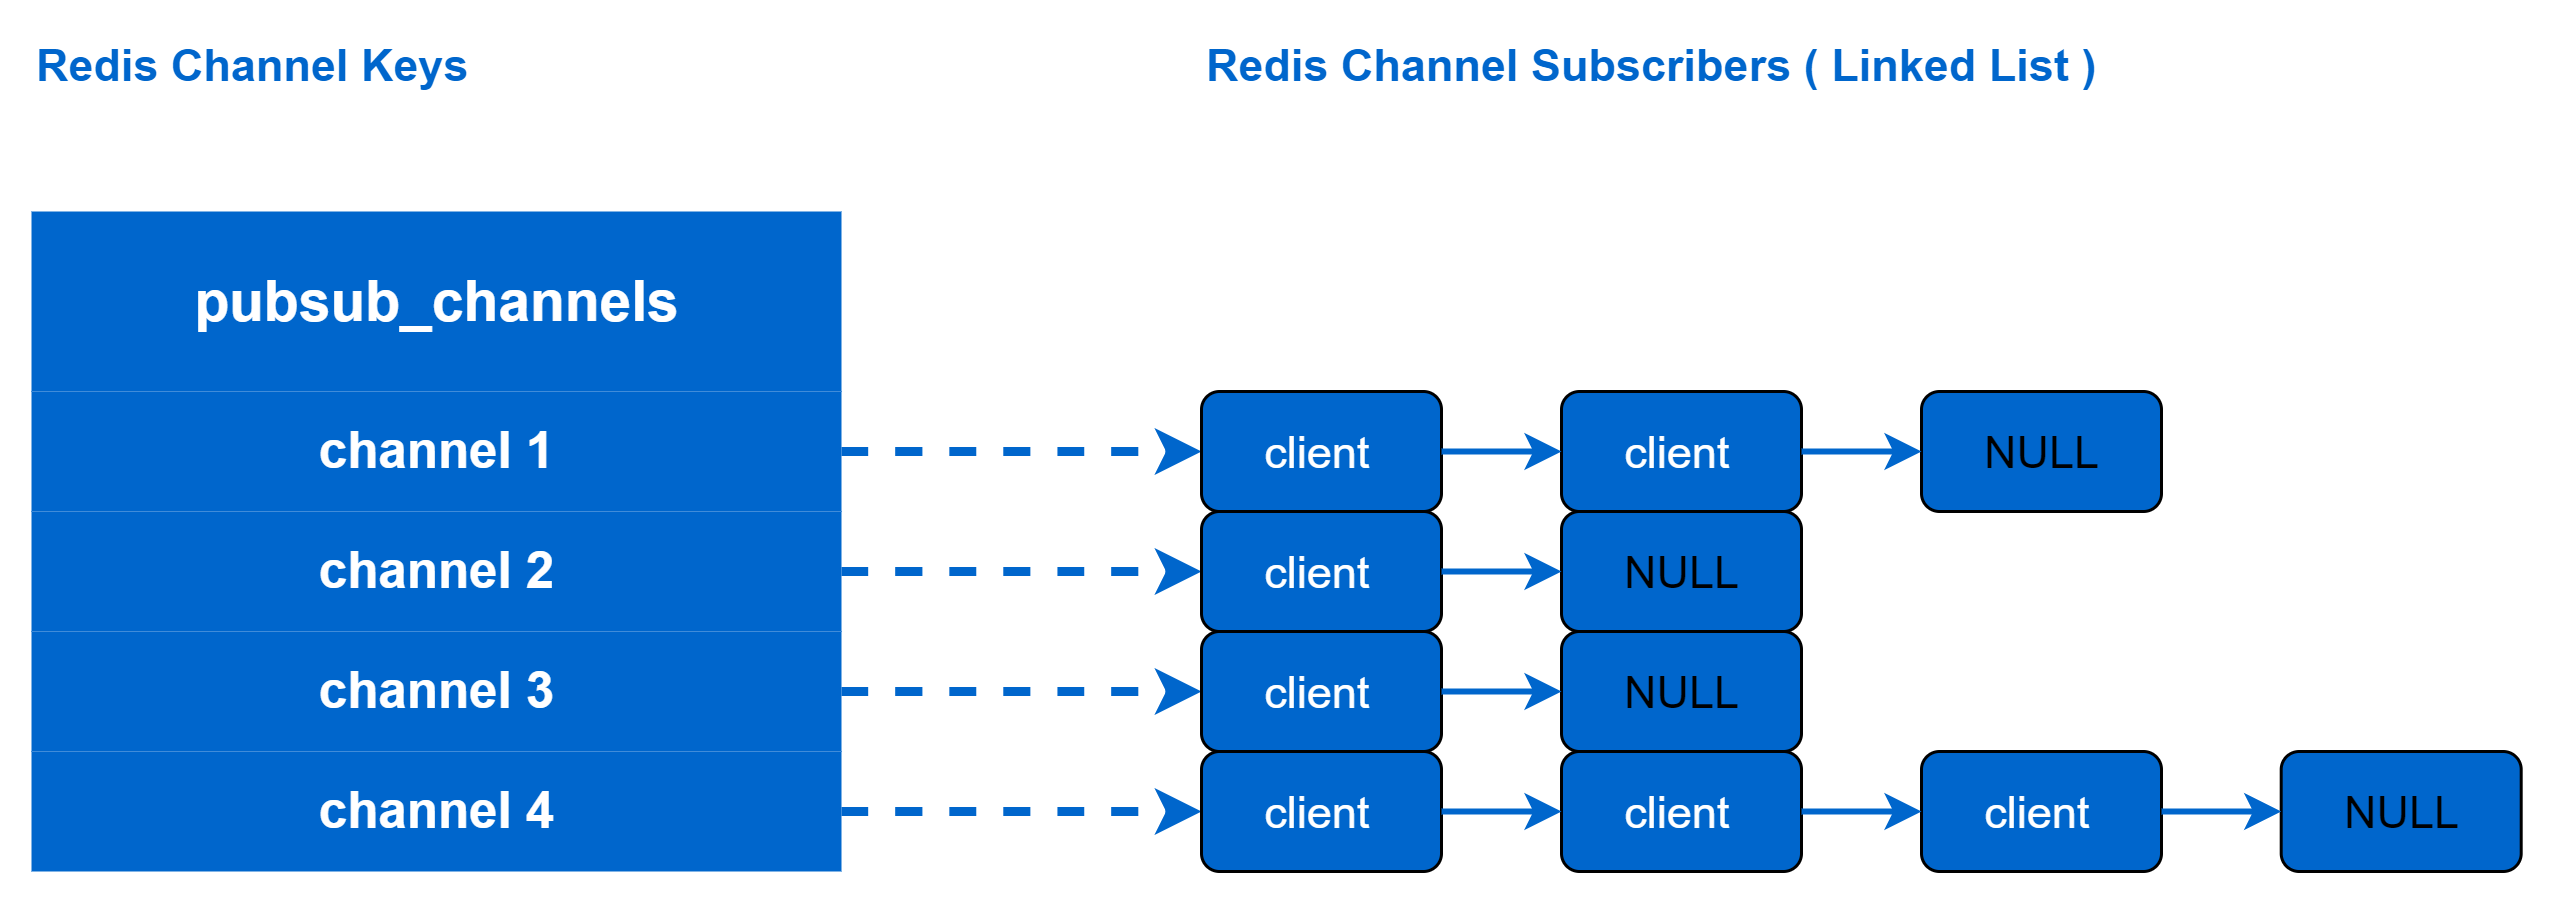 Redis Channel Keys
Redis Channel Subscribers ( Linked List )
pubsub_channels
channel 1
client
client
NULL
channel 2
client
NULL
channel 3
client
NULL
channel 4
client
client
client
NULL